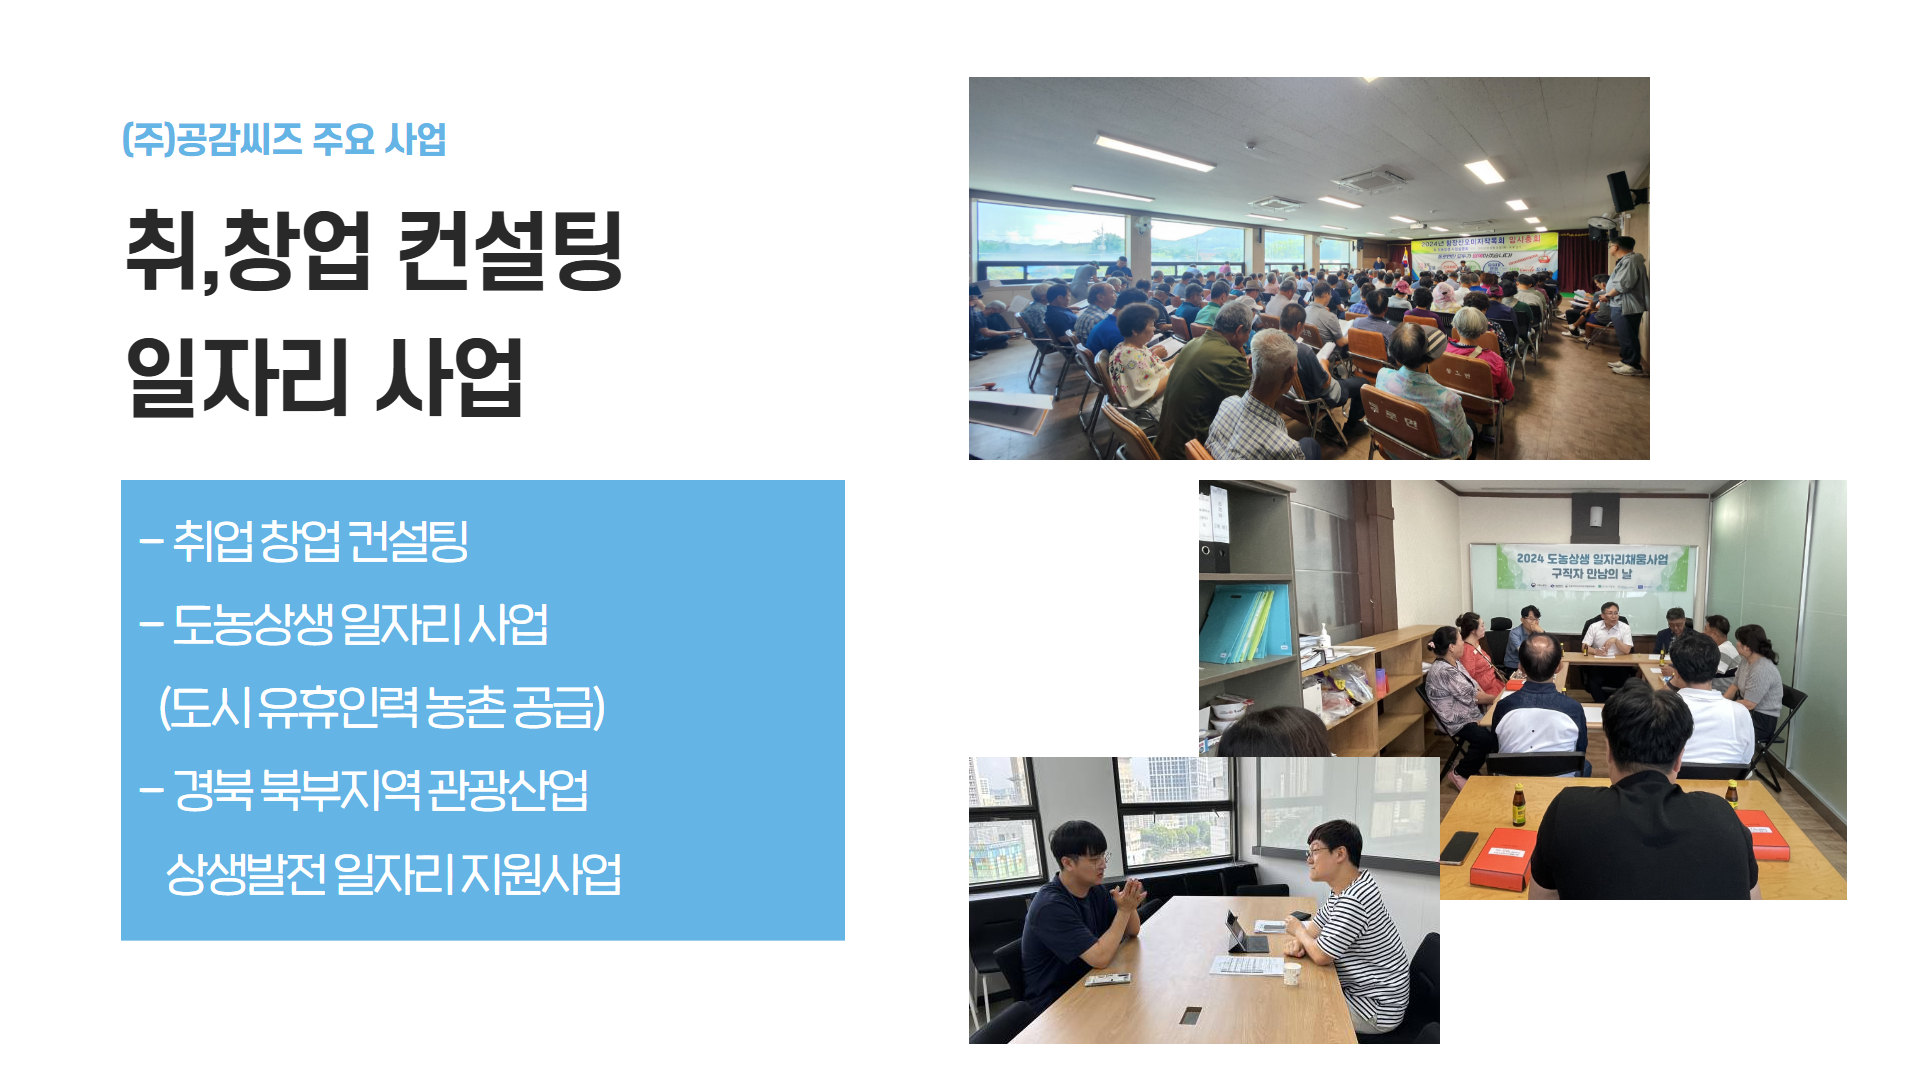 (주)공감씨즈 주요 사업
취,창업 컨설팅
일자리 사업
- 취업 창업 컨설팅
- 도농상생 일자리 사업
(도시 유휴인력 농촌 공급)
- 경북 북부지역 관광산업
상생발전 일자리 지원사업
2024 도농상생 일자리채움사업
구직자 만남의 날